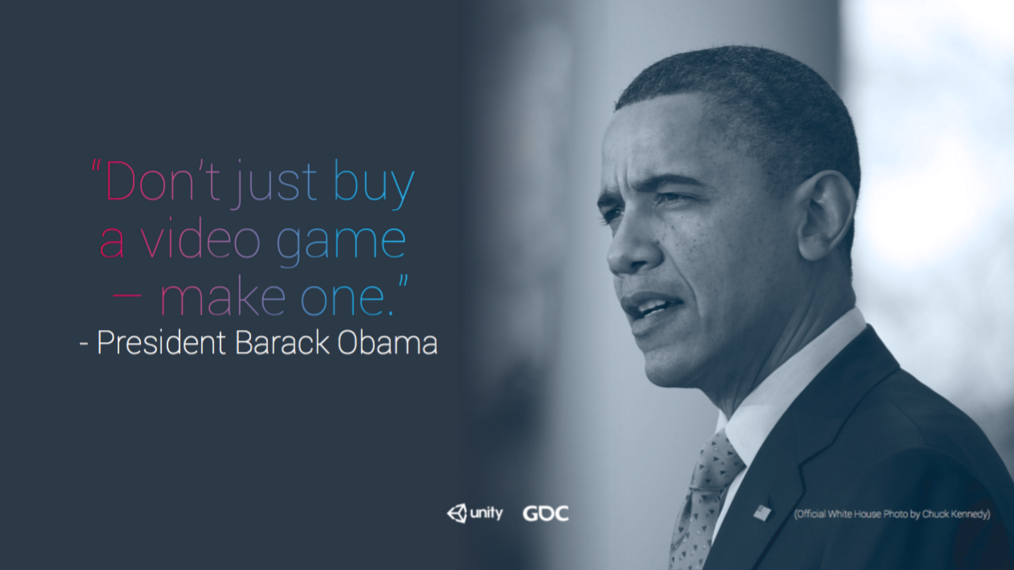 “Don’t just buy
a video game
– make one.”
- President Barack Obama
unity GDC
(Official White House Photo by Chuck Kennedy)